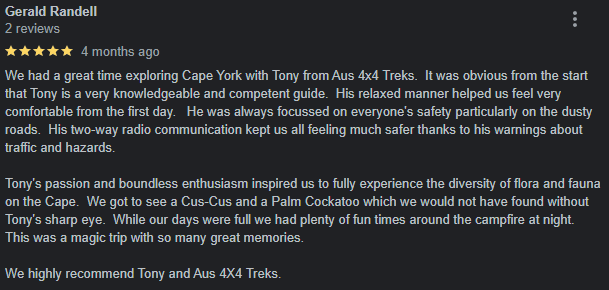 Gerald Randell
2 reviews
4 months ago
We had a great time exploring Cape York with Tony from Aus 4x4 Treks.  It was obvious from the start
that Tony is a very knowledgeable and competent guide.  His relaxed manner helped us feel very
comfortable from the first day.   He was always focussed on everyone's safety particularly on the dusty
roads.  His two-way radio communication kept us all feeling much safer thanks to his warnings about
traffic and hazards.

Tony's passion and boundless enthusiasm inspired us to fully experience the diversity of flora and fauna
on the Cape.  We got to see a Cus-Cus and a Palm Cockatoo which we would not have found without
Tony's sharp eye.  While our days were full we had plenty of fun times around the campfire at night.
This was a magic trip with so many great memories.

We highly recommend Tony and Aus 4X4 Treks.